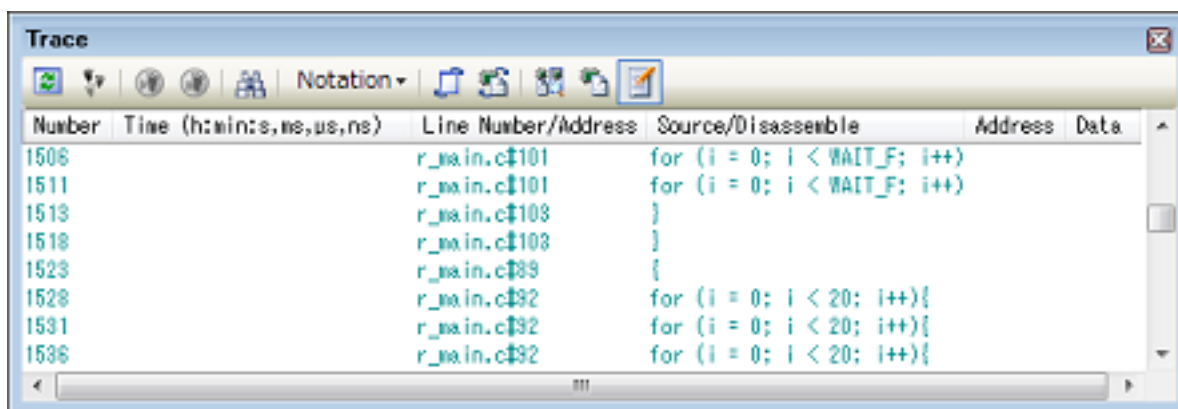 Trace
Notation
Number Time (h:min:s,ms,µs,ns) Line Number/Address Source/Disassemble Address Data
1506 r_main.c‡101 for (i = 0; i < WAIT_F; i++)
1511 r_main.c‡101 for (i = 0; i < WAIT_F; i++)
1513 r_main.c‡103 }
1518 r_main.c‡103 }
1523 r_main.c‡89 {
1528 r_main.c‡92 for (i = 0; i < 20; i++){
1531 r_main.c‡92 for (i = 0; i < 20; i++){
1536 r_main.c‡92 for (i = 0; i < 20; i++){